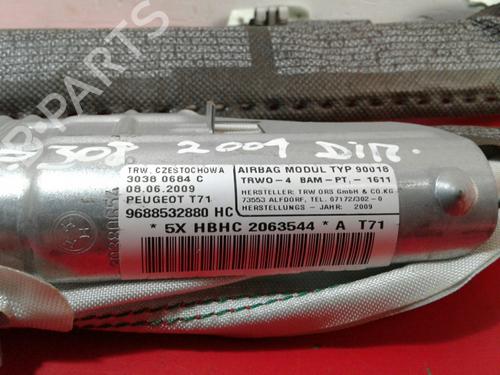 PARTS
308 2009 DIR.
TRW, CZESTOCHOWA
3038 0684 C
08.06.2009
PEUGEOT T71
9688532880 HC
AIRBAG MODUL TYP 90018
TRWO-4 BAM-PT,-1611
HERSTELLER: TRW ORS GmbH & CO.KG
73553 ALFDORF, TEL. 07172/302-0
HERSTELLUNGS - JAHR: 2009
* 5X HBHC 2063544 * A T71